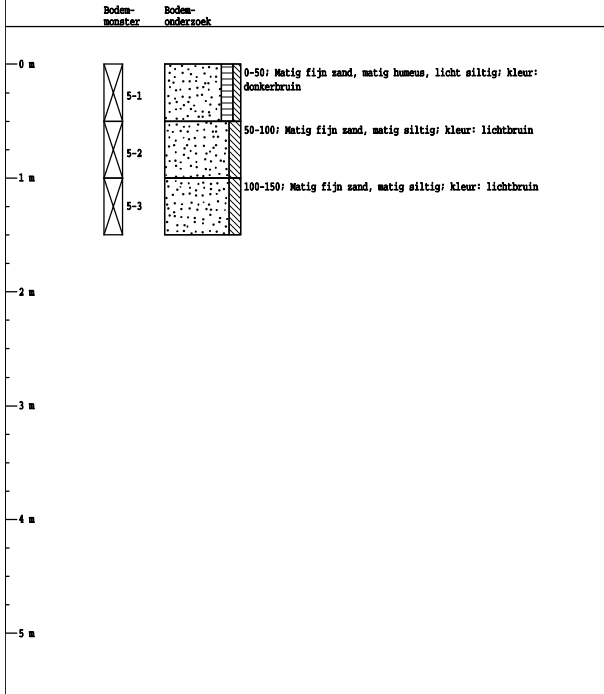 Bodem-
monster
Bodem-
onderzoek
0 m
5-1
0-50; Matig fijn zand, matig humeus, licht siltig; kleur:
donkerbruin
5-2
50-100; Matig fijn zand, matig siltig; kleur: lichtbruin
1 m
5-3
100-150; Matig fijn zand, matig siltig; kleur: lichtbruin
2 m
3 m
4 m
5 m